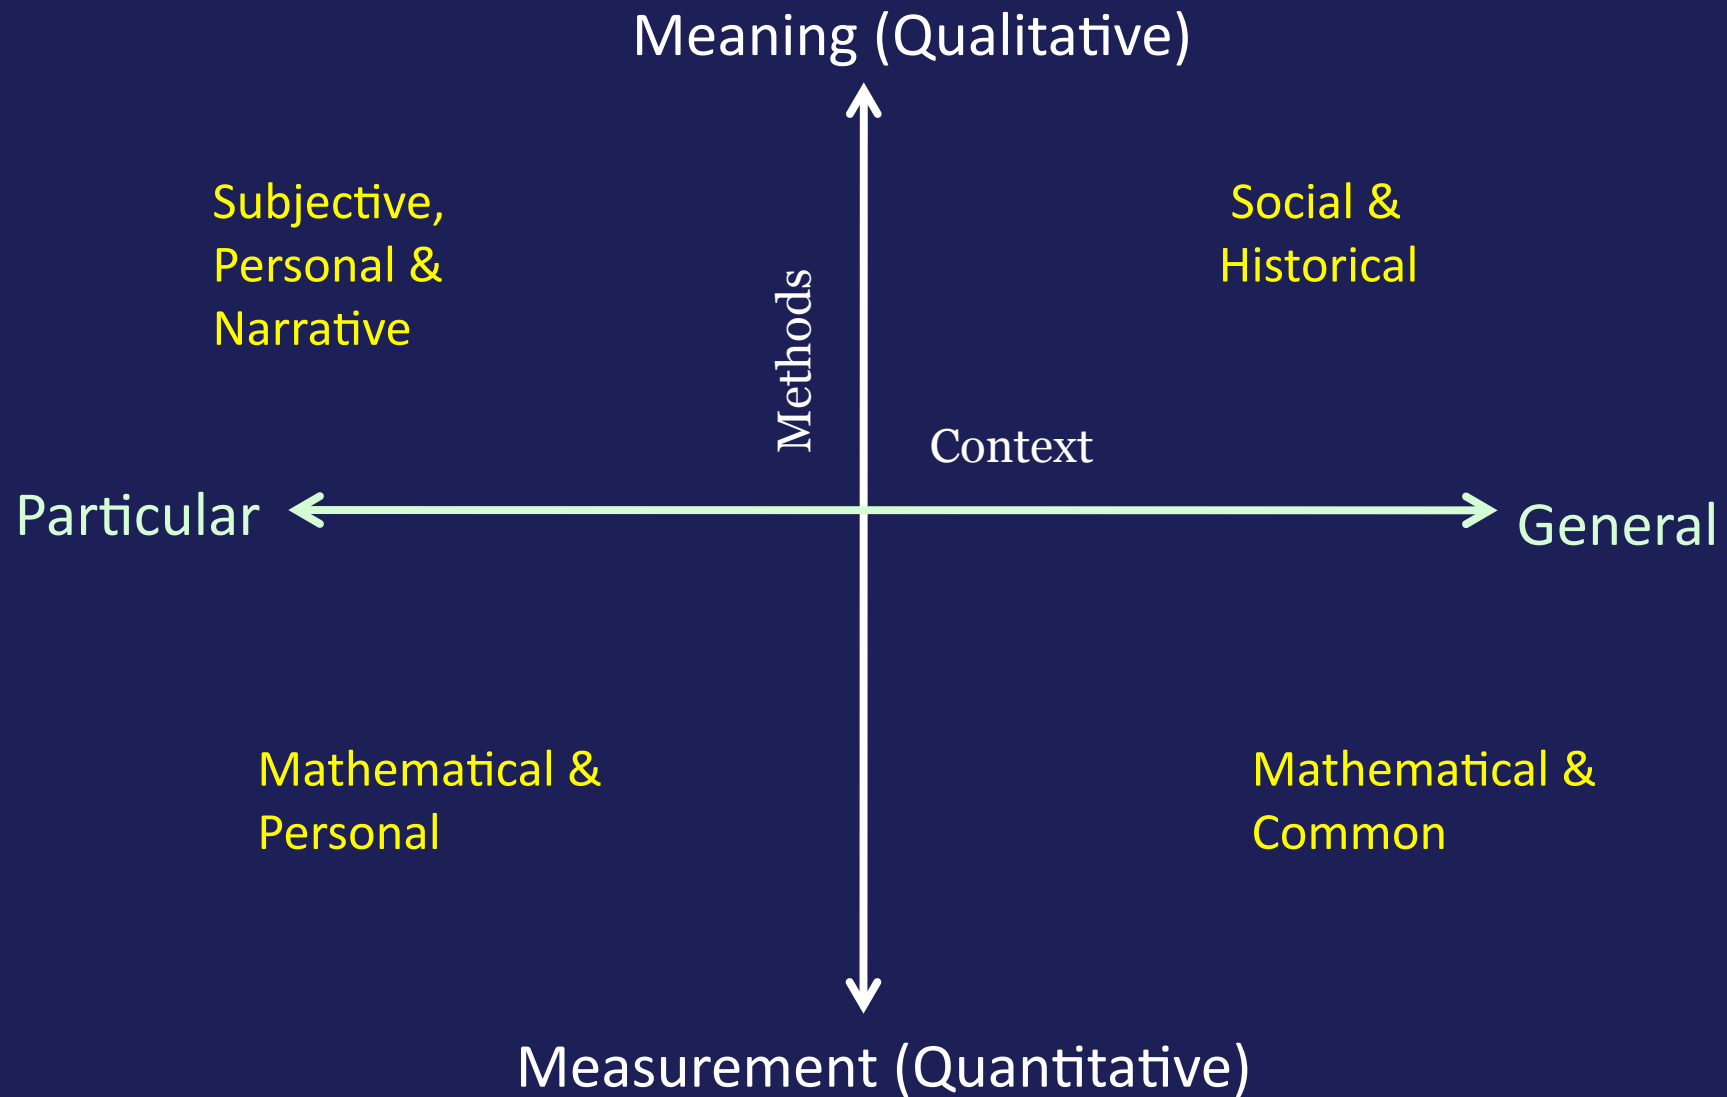 Meaning (Qualitative)
Subjective,
Personal &
Narrative
Social &
Historical
Methods
Context
Particular
General
Mathematical &
Personal
Mathematical &
Common
Measurement (Quantitative)